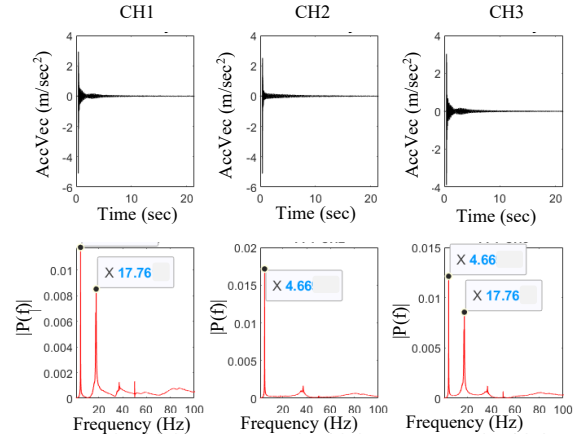 CH1 CH2 CH3
AccVec (m/sec²) AccVec (m/sec²) AccVec (m/sec²)
4 4 4
2 2 2
0 0 0
-2 -2 -2
-4 -4
-6 -6 -4
0 10 20 0 10 20 0 10 20
Time (sec) Time (sec) Time (sec)
|P(f)| |P(f)| |P(f)|
0.01 0.02 0.015
0.008 0.015 0.01
0.006 0.01 0.005
0.004 0.005 0
0.002 0
0
X 17.76 X 4.66 X 4.66
X 17.76
20 40 60 80 100 20 40 60 80 100 20 40 60 80 100
Frequency (Hz) Frequency (Hz) Frequency (Hz)